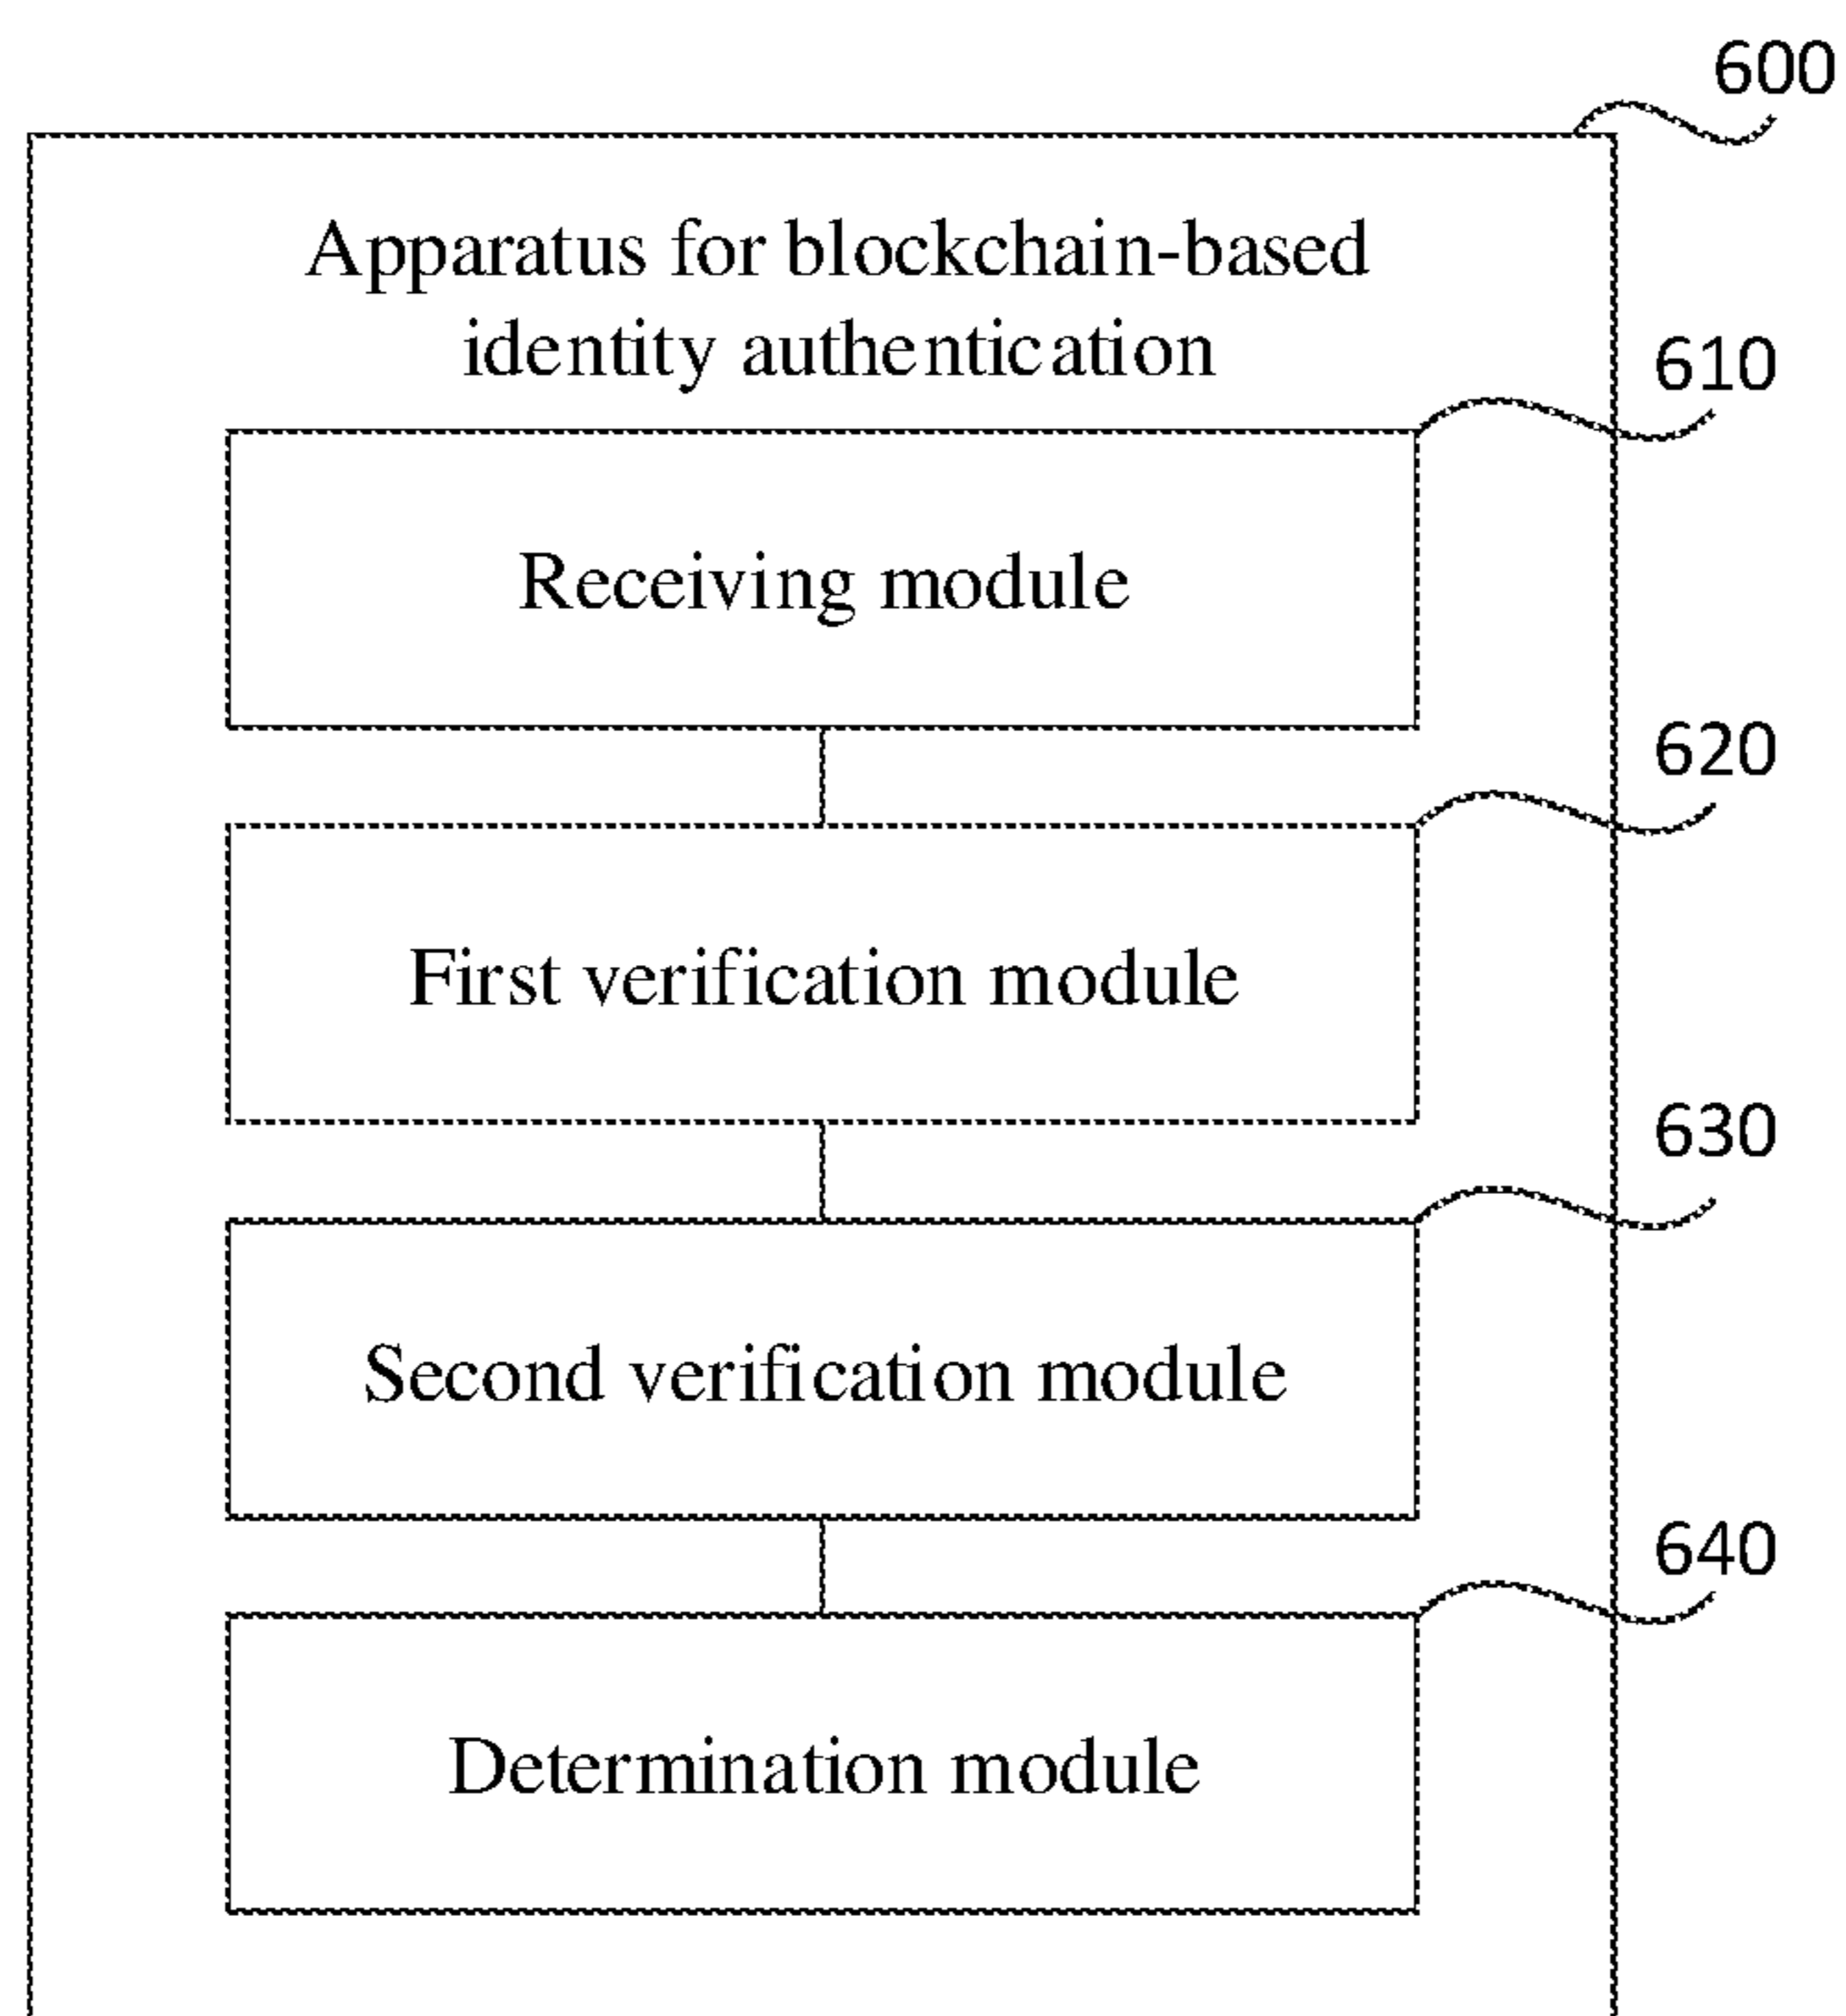 600
Apparatus for blockchain-based
identity authentication
610
Receiving module
620
First verification module
630
Second verification module
640
Determination module